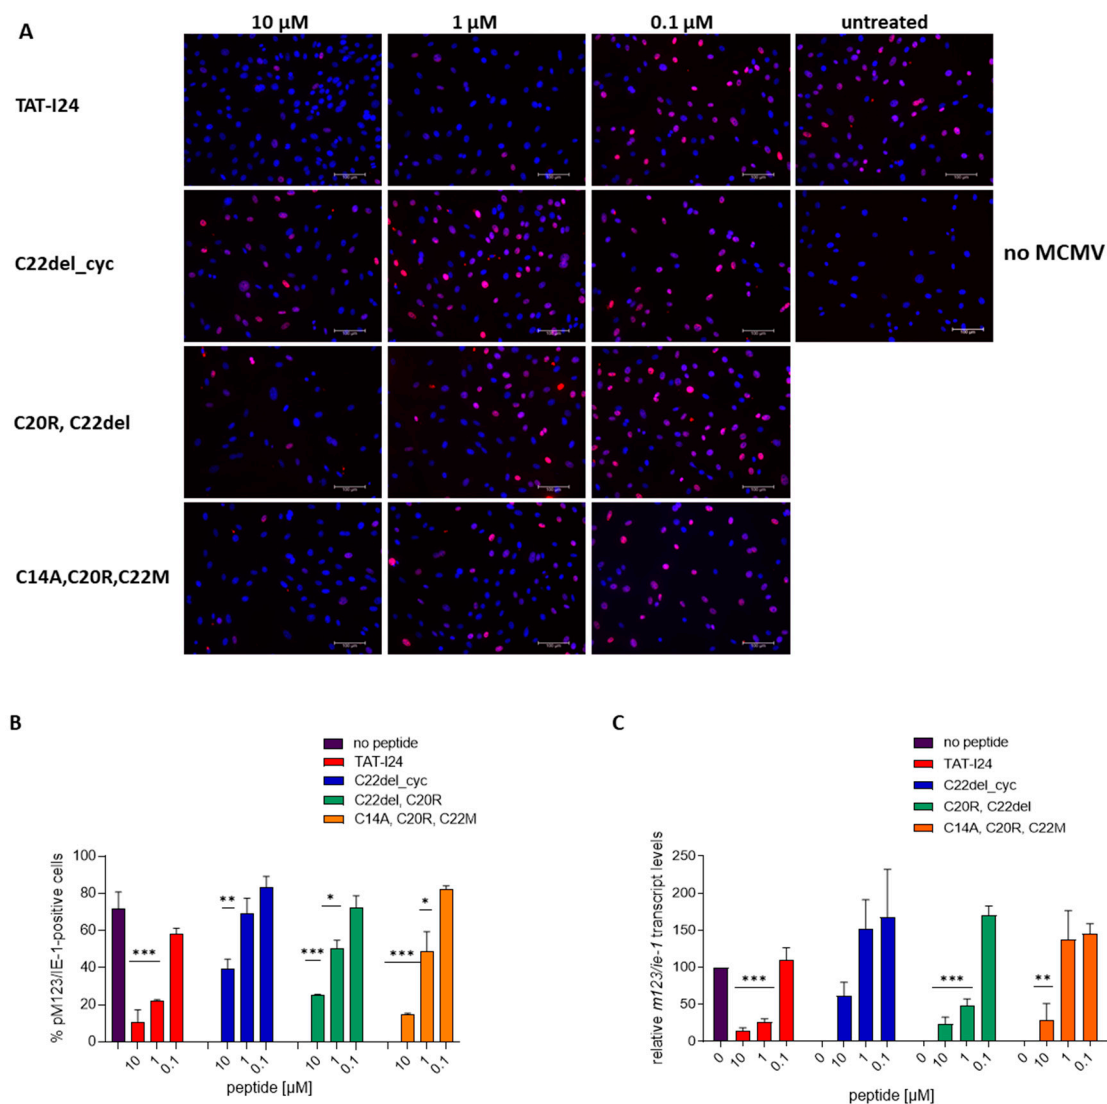 A
10 µM 1 µM 0.1 µM untreated
TAT-I24
C22del_cyc
no MCMV
C20R, C22del
C14A,C20R,C22M
B
no peptide
TAT-I24
C22del_cyc
C22del, C20R
C14A, C20R, C22M
% pM123/IE-1-positive cells
100
80
60
40
20
0
***
**
***
*
***
*
10 1 0.1 10 1 0.1 10 1 0.1 10 1 0.1
peptide [µM]
C
no peptide
TAT-I24
C22del_cyc
C20R, C22del
C14A, C20R, C22M
relative m123/ie-1 transcript levels
250
200
150
100
50
0
***
***
**
0 10 1 0.1 0 10 1 0.1 0 10 1 0.1 0 10 1 0.1
peptide [µM]